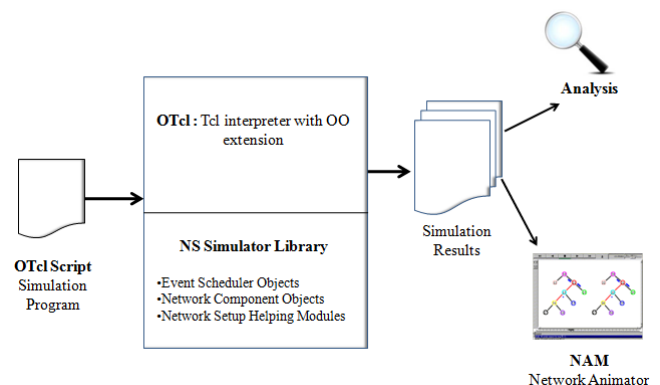 OTcl Script
Simulation
Program
OTcl : Tcl interpreter with OO
extension
NS Simulator Library
•Event Scheduler Objects
•Network Component Objects
•Network Setup Helping Modules
Simulation
Results
Analysis
NAM
Network Animator